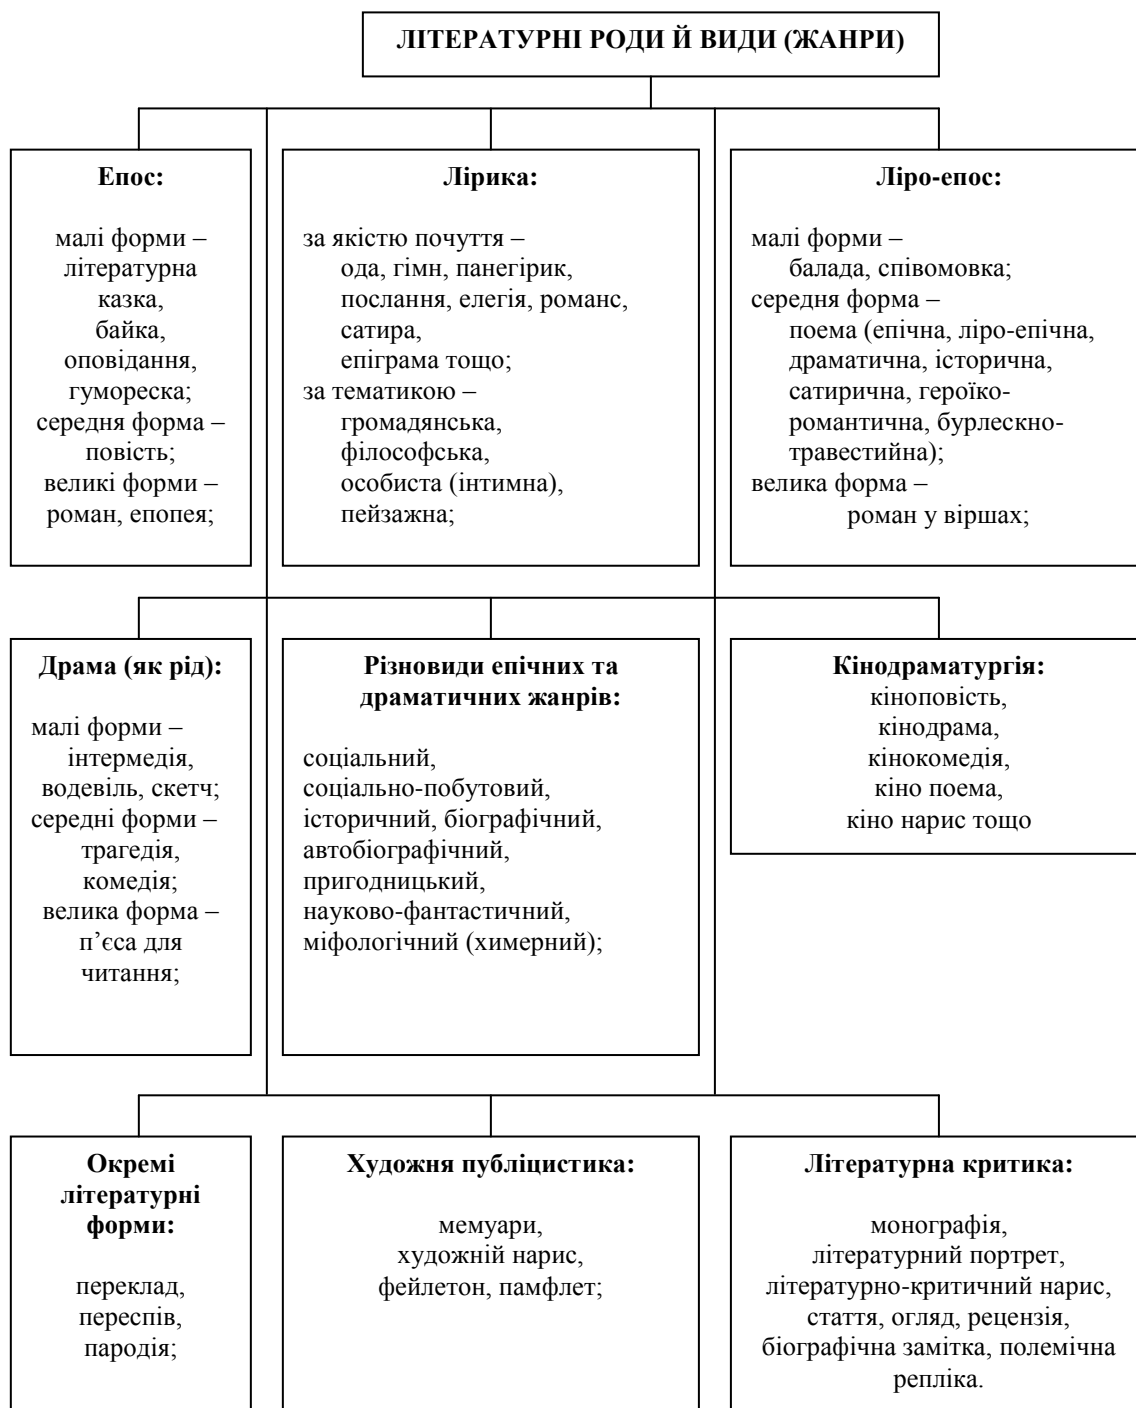 ЛІТЕРАТУРНІ РОДИ Й ВИДИ (ЖАНРИ)
Епос:
малі форми –
літературна
казка,
байка,
оповідання,
гумореска;
середня форма –
повість;
великі форми –
роман, епопея;
Лірика:
за якістю почуття –
ода, гімн, панегірик,
послання, елегія, романс,
сатира,
епіграма тощо;
за тематикою –
громадянська,
філософська,
особиста (інтимна),
пейзажна;
Ліро-епос:
малі форми –
балада, співомовка;
середня форма –
поема (епічна, ліро-епічна,
драматична, історична,
сатирична, героїко-
романтична, бурлескно-
травестийна);
велика форма –
роман у віршах;
Драма (як рід):
малі форми –
інтермедія,
водевіль, скетч;
середні форми –
трагедія,
комедія;
велика форма –
п’єса для
читання;
Різновиди епічних та
драматичних жанрів:
соціальний,
соціально-побутовий,
історичний, біографічний,
автобіографічний,
пригодницький,
науково-фантастичний,
міфологічний (химерний);
Кінодраматургія:
кіноповість,
кінодрама,
кінокомедія,
кіно поема,
кіно нарис тощо
Окремі
літературні
форми:
переклад,
переспів,
пародія;
Художня публіцистика:
мемуари,
художній нарис,
фейлетон, памфлет;
Літературна критика:
монографія,
літературний портрет,
літературно-критичний нарис,
стаття, огляд, рецензія,
біографічна замітка, полемічна
репліка.